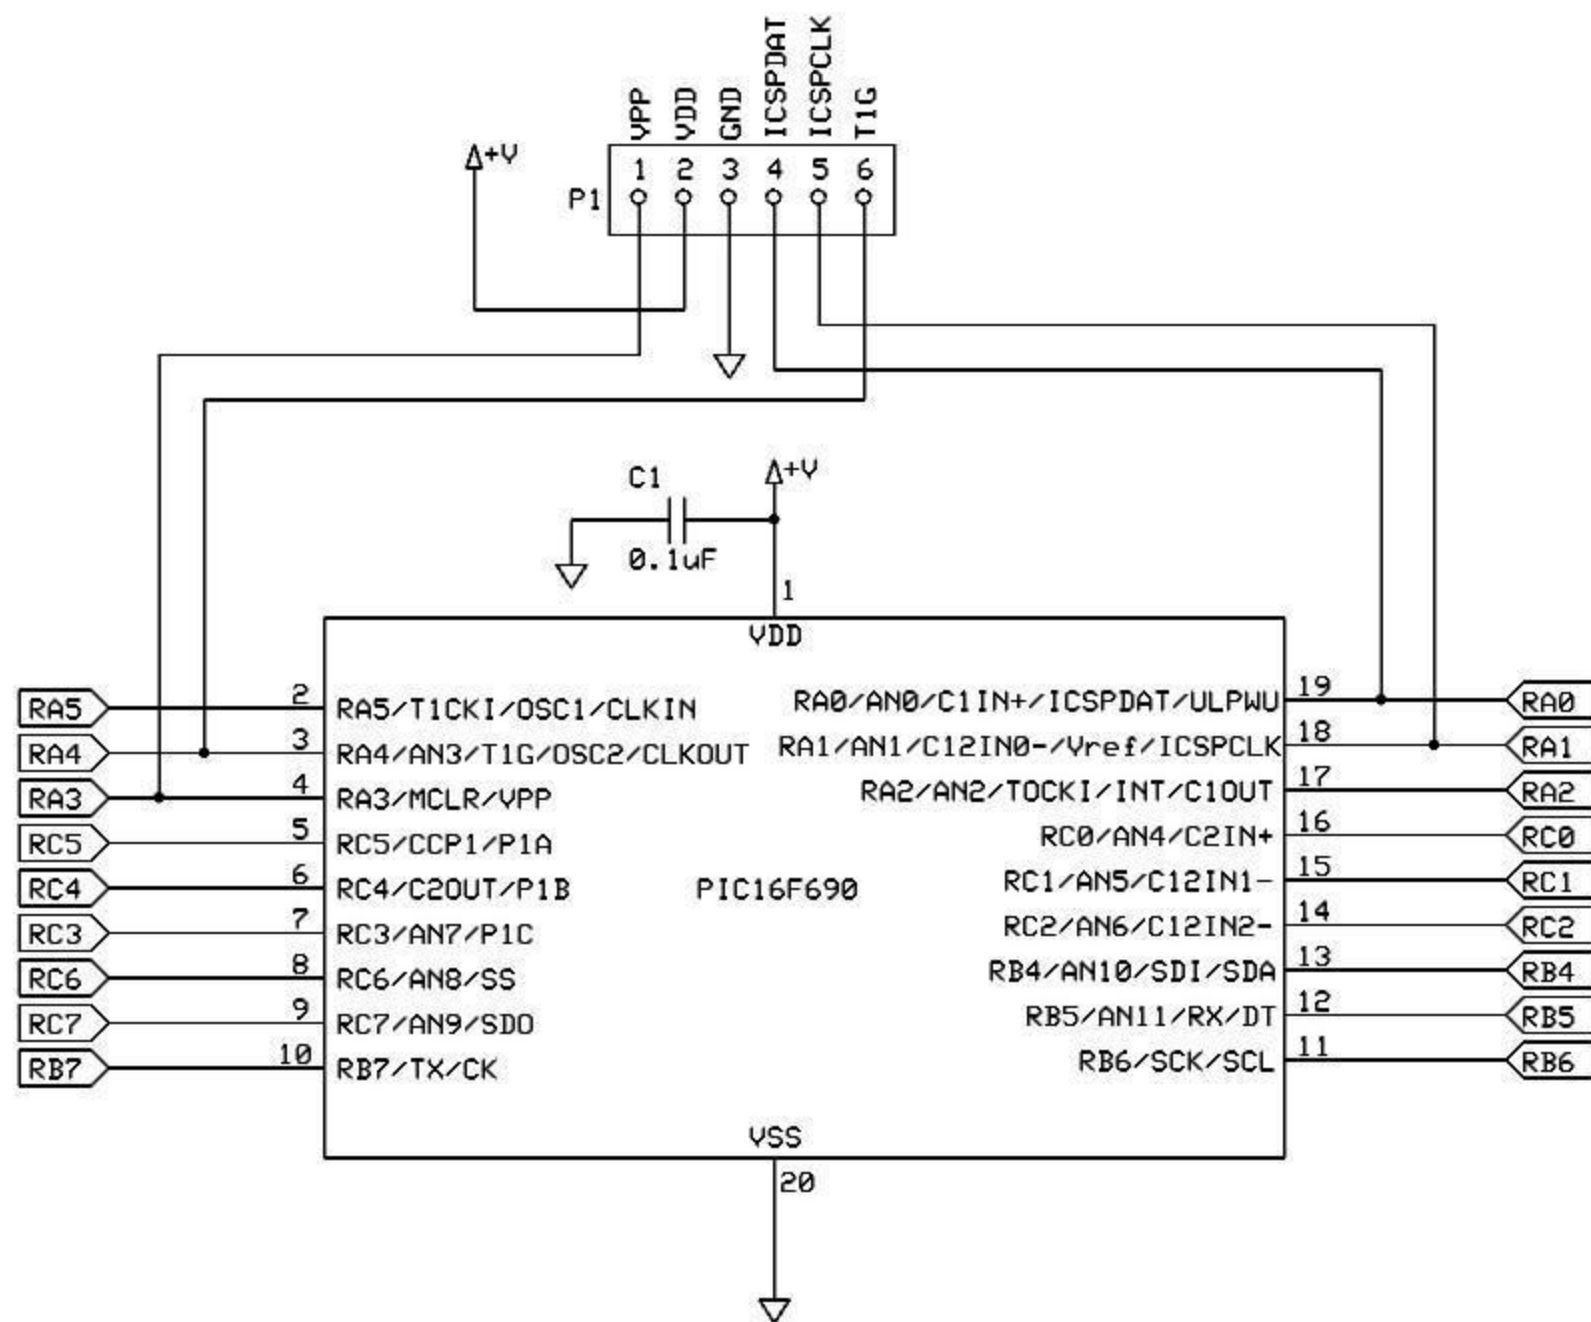 VPP
VDD
GND
ICSPDAT
ICSPCLK
T1G
+V
1 2 3 4 5 6
P1
C1
+V
0.1uF
1
VDD
RA5 2 RA5/T1CKI/OSC1/CLKIN
RA0/AN0/C1IN+/ICSPDAT/ULPWU 19 RA0
RA4 3 RA4/AN3/T1G/OSC2/CLKOUT
RA1/AN1/C12IN0-/Vref/ICSPCLK 18 RA1
RA3 4 RA3/MCLR/VPP
RA2/AN2/TOCKI/INT/C1OUT 17 RA2
RC5 5 RC5/CCP1/P1A
RC0/AN4/C2IN+ 16 RC0
RC4 6 RC4/C2OUT/P1B
PIC16F690
RC1/AN5/C12IN1- 15 RC1
RC3 7 RC3/AN7/P1C
RC2/AN6/C12IN2- 14 RC2
RC6 8 RC6/AN8/SS
RB4/AN10/SDI/SDA 13 RB4
RC7 9 RC7/AN9/SDO
RB5/AN11/RX/DT 12 RB5
RB7 10 RB7/TX/CK
RB6/SCK/SCL 11 RB6
VSS
20